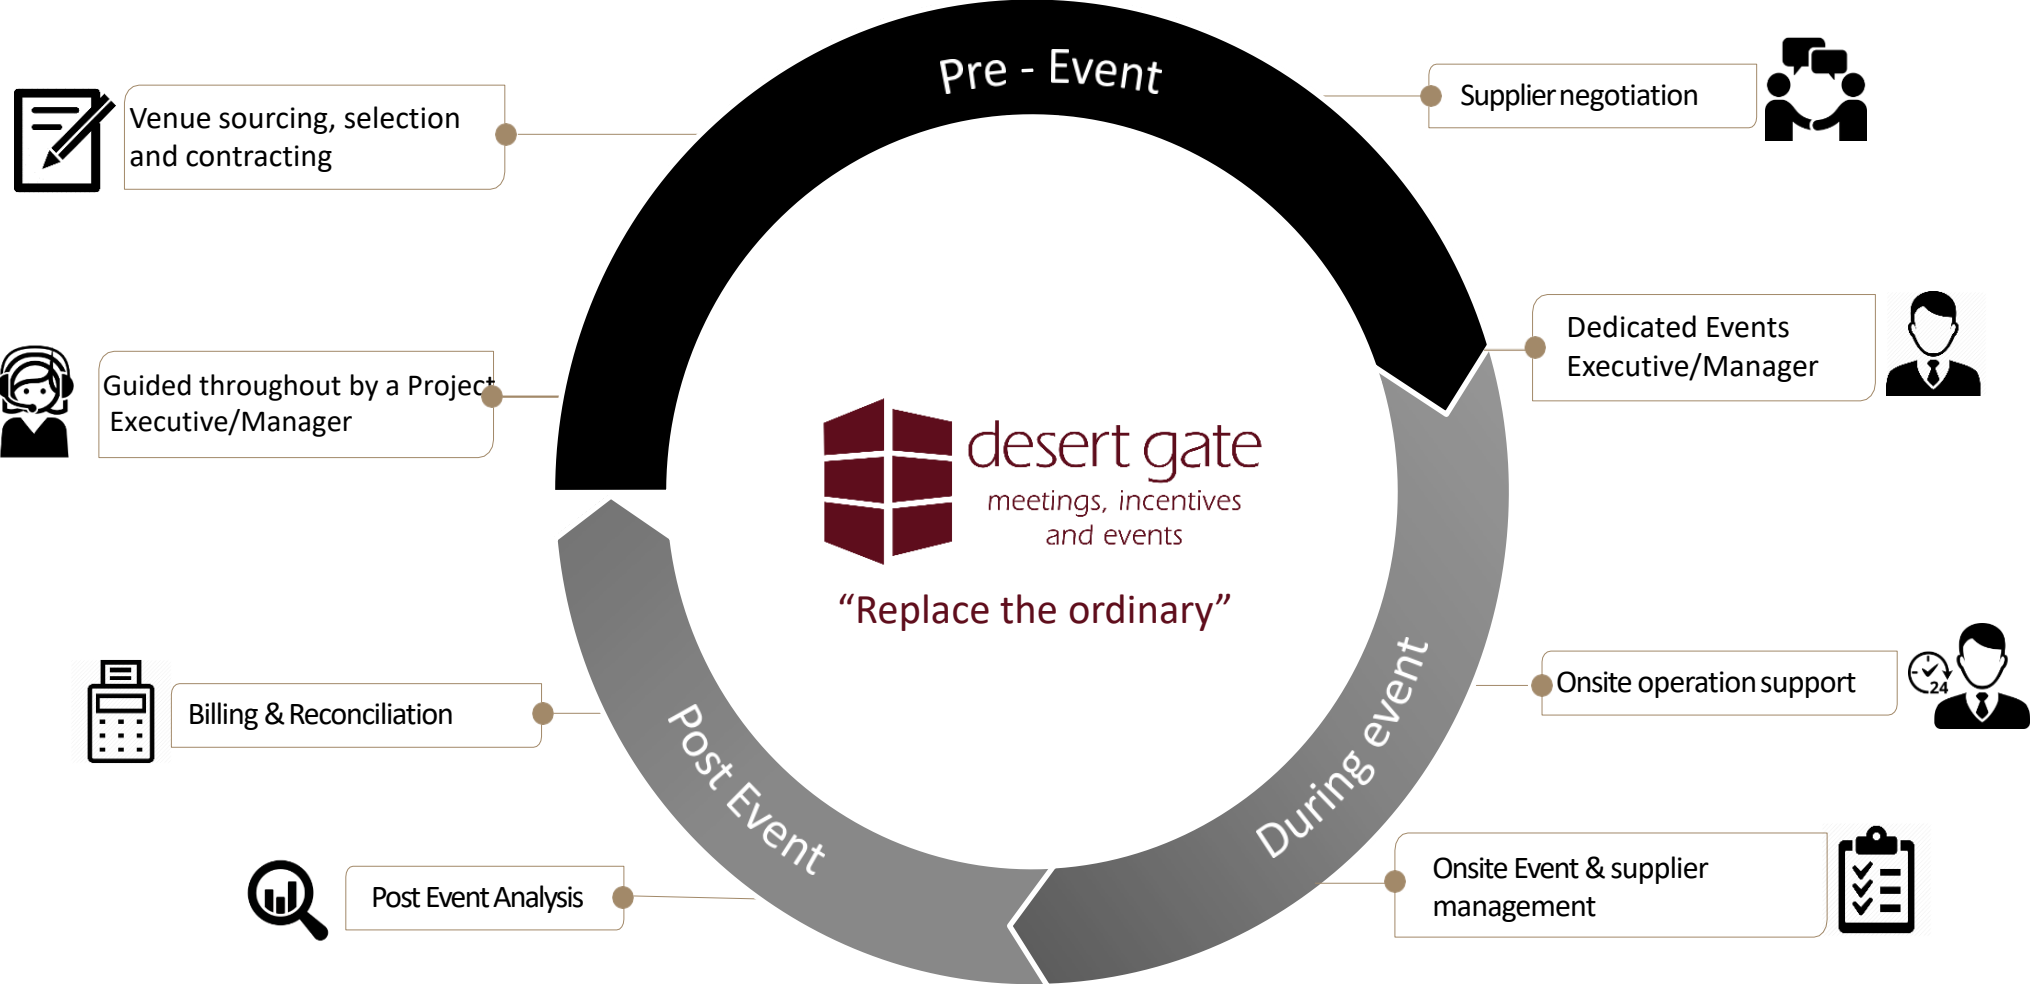 Pre - Event
Venue sourcing, selection
and contracting
Supplier negotiation
Guided throughout by a Project
Executive/Manager
Dedicated Events
Executive/Manager
desert gate
meetings, incentives
and events
“Replace the ordinary”
Billing & Reconciliation
Post Event
During event
Onsite operation support
24
Post Event Analysis
Onsite Event & supplier
management